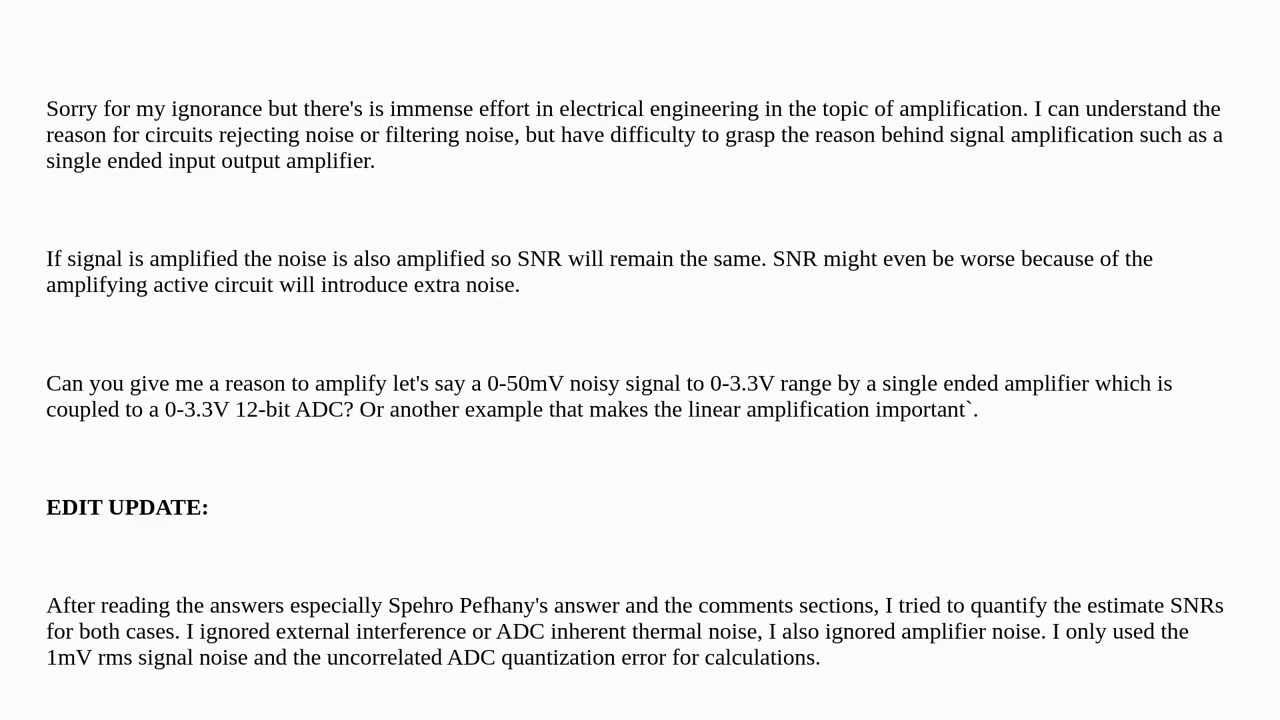 Sorry for my ignorance but there's is immense effort in electrical engineering in the topic of amplification. I can understand the
reason for circuits rejecting noise or filtering noise, but have difficulty to grasp the reason behind signal amplification such as a
single ended input output amplifier.
If signal is amplified the noise is also amplified so SNR will remain the same. SNR might even be worse because of the
amplifying active circuit will introduce extra noise.
Can you give me a reason to amplify let's say a 0-50mV noisy signal to 0-3.3V range by a single ended amplifier which is
coupled to a 0-3.3V 12-bit ADC? Or another example that makes the linear amplification important`.
EDIT UPDATE:
After reading the answers especially Spehro Pefhany's answer and the comments sections, I tried to quantify the estimate SNRs
for both cases. I ignored external interference or ADC inherent thermal noise, I also ignored amplifier noise. I only used the
1mV rms signal noise and the uncorrelated ADC quantization error for calculations.